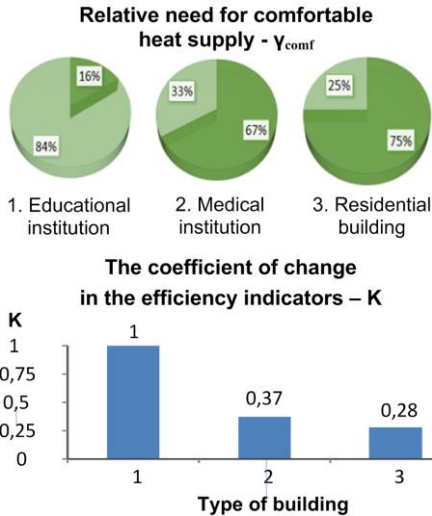 Relative need for comfortable
heat supply - γcomf
16%
84%
33%
67%
25%
75%
1. Educational
institution
2. Medical
institution
3. Residential
building
The coefficient of change
in the efficiency indicators – K
K
1
0,75
0,5
0,25
0
1
0,37
0,28
1
2
3
Type of building